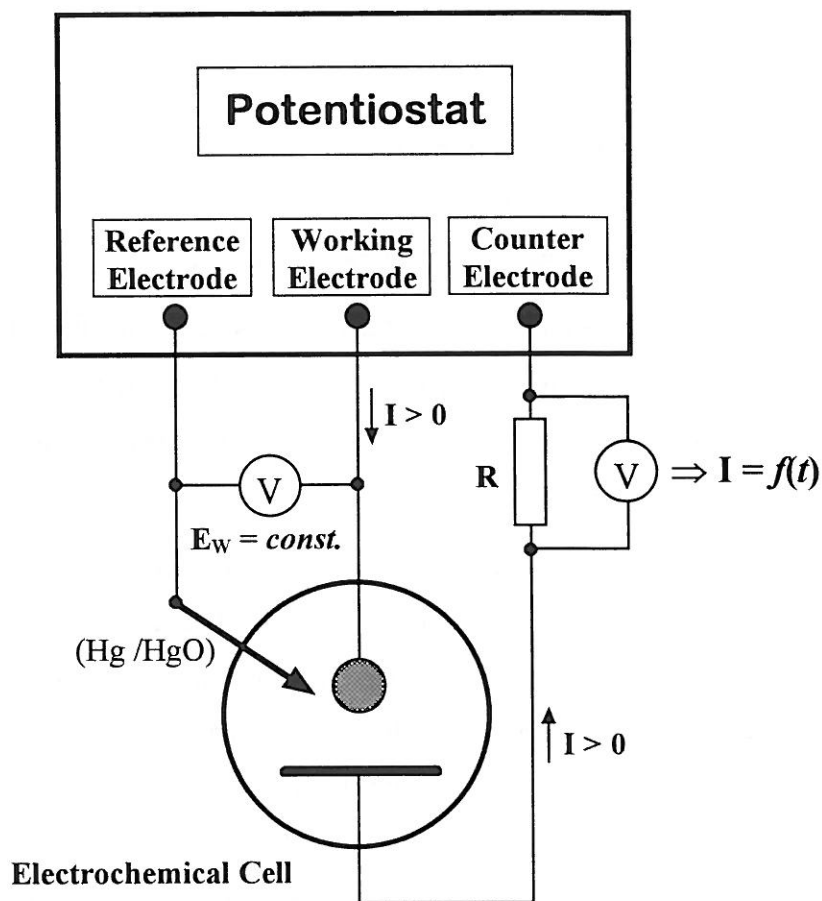 Potentiostat
Reference
Electrode
Working
Electrode
Counter
Electrode
I > 0
V
E_W = const.
R
V
⇒ I = f(t)
(Hg /HgO)
I > 0
Electrochemical Cell